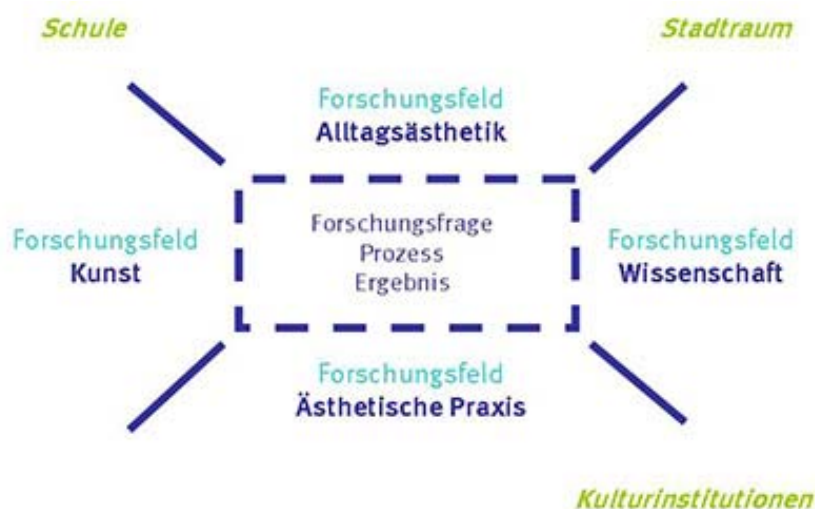 Schule
Stadtraum
Forschungsfeld
Alltagsästhetik
Forschungsfeld
Kunst
Forschungsfrage
Prozess
Ergebnis
Forschungsfeld
Wissenschaft
Forschungsfeld
Ästhetische Praxis
Kulturinstitutionen